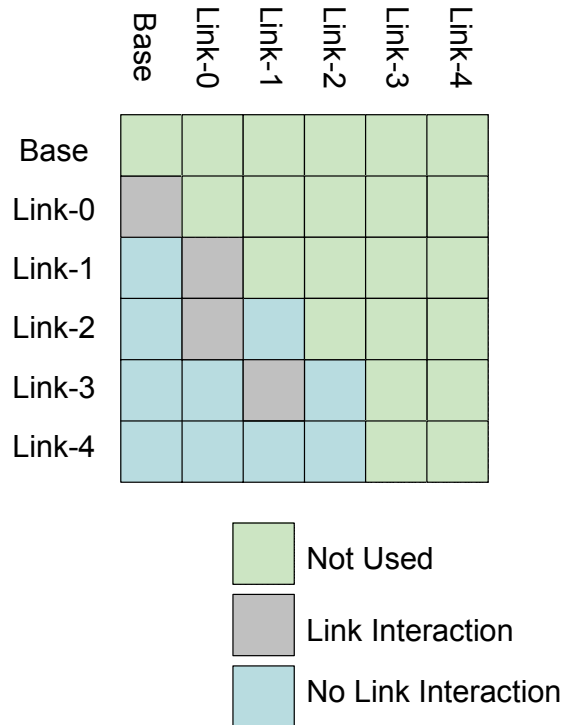 Base
Link-0
Link-1
Link-2
Link-3
Link-4
Base
Link-0
Link-1
Link-2
Link-3
Link-4
Not Used
Link Interaction
No Link Interaction